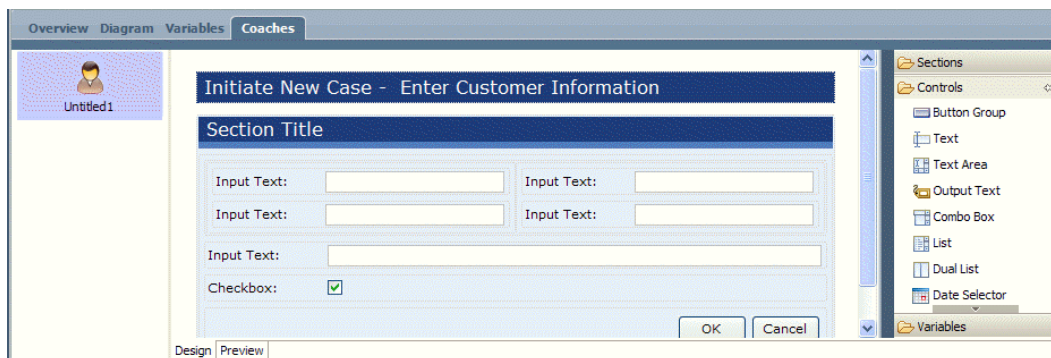 Overview Diagram Variables Coaches
Untitled1
Initiate New Case - Enter Customer Information
Section Title
Input Text: Input Text:
Input Text: Input Text:
Input Text:
Checkbox:
OK Cancel
Design Preview
Sections
Controls
Button Group
Text
Text Area
Output Text
Combo Box
List
Dual List
Date Selector
Variables